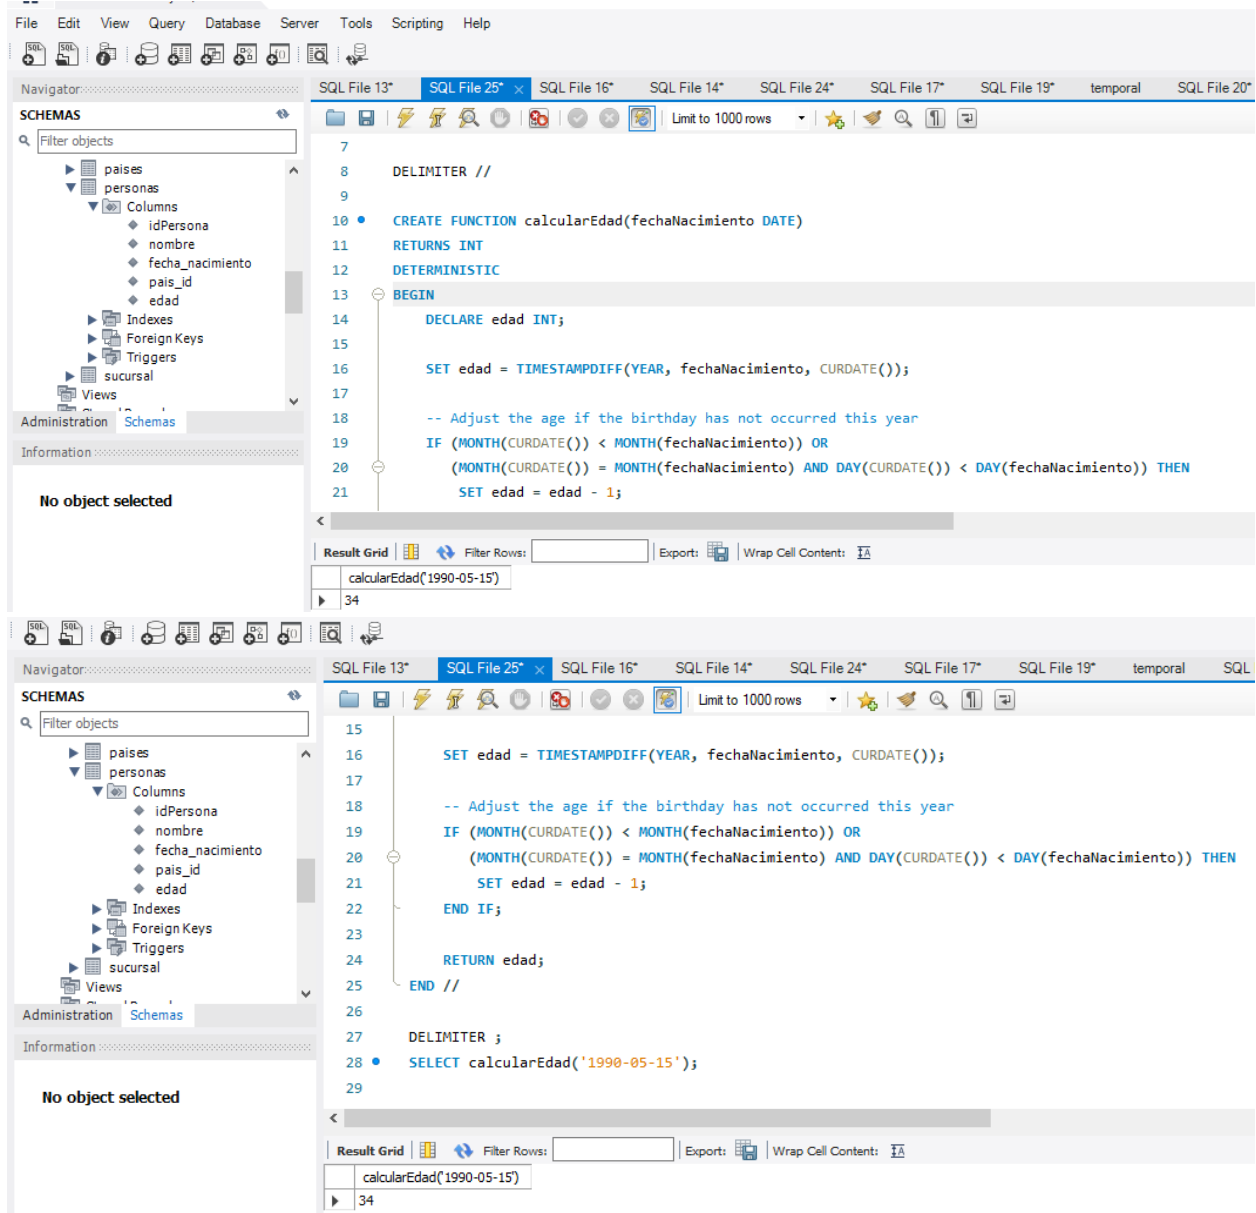 File Edit View Query Database Server Tools Scripting Help
Navigator
SQL File 13* SQL File 25* × SQL File 16* SQL File 14* SQL File 24* SQL File 17* SQL File 19* temporal SQL File 20*
SCHEMAS
Limit to 1000 rows
Filter objects
paises
personas
Columns
idPersona
nombre
fecha_nacimiento
pais_id
edad
Indexes
Foreign Keys
Triggers
sucursal
Views
Administration Schemas
Information
No object selected
7
8 DELIMITER //
9
10 CREATE FUNCTION calcularEdad(fechaNacimiento DATE)
11 RETURNS INT
12 DETERMINISTIC
13 BEGIN
14 DECLARE edad INT;
15
16 SET edad = TIMESTAMPDIFF(YEAR, fechaNacimiento, CURDATE());
17
18 -- Adjust the age if the birthday has not occurred this year
19 IF (MONTH(CURDATE()) < MONTH(fechaNacimiento)) OR
20 (MONTH(CURDATE()) = MONTH(fechaNacimiento) AND DAY(CURDATE()) < DAY(fechaNacimiento)) THEN
21 SET edad = edad - 1;
Result Grid Filter Rows: Export: Wrap Cell Content:
calcularEdad('1990-05-15')
34
Navigator
SQL File 13* SQL File 25* × SQL File 16* SQL File 14* SQL File 24* SQL File 17* SQL File 19* temporal SQL
SCHEMAS
Limit to 1000 rows
Filter objects
paises
personas
Columns
idPersona
nombre
fecha_nacimiento
pais_id
edad
Indexes
Foreign Keys
Triggers
sucursal
Views
Administration Schemas
Information
No object selected
15
16 SET edad = TIMESTAMPDIFF(YEAR, fechaNacimiento, CURDATE());
17
18 -- Adjust the age if the birthday has not occurred this year
19 IF (MONTH(CURDATE()) < MONTH(fechaNacimiento)) OR
20 (MONTH(CURDATE()) = MONTH(fechaNacimiento) AND DAY(CURDATE()) < DAY(fechaNacimiento)) THEN
21 SET edad = edad - 1;
22 END IF;
23
24 RETURN edad;
25 END //
26
27 DELIMITER ;
28 SELECT calcularEdad('1990-05-15');
29
Result Grid Filter Rows: Export: Wrap Cell Content:
calcularEdad('1990-05-15')
34